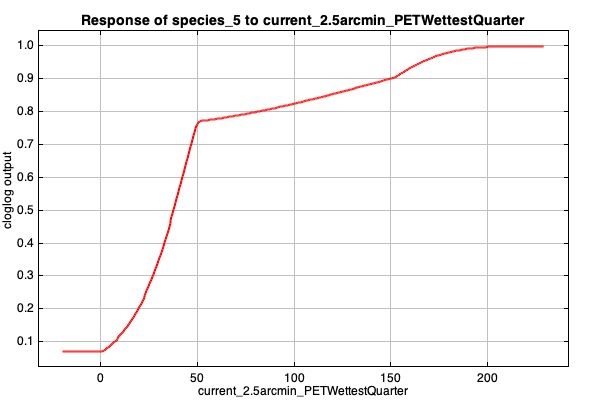 Response of species_5 to current_2.5arcmin_PETWettestQuarter
1.0
0.9
0.8
0.7
0.6
0.5
0.4
0.3
0.2
0.1
cloglog output
0 50 100 150 200
current_2.5arcmin_PETWettestQuarter